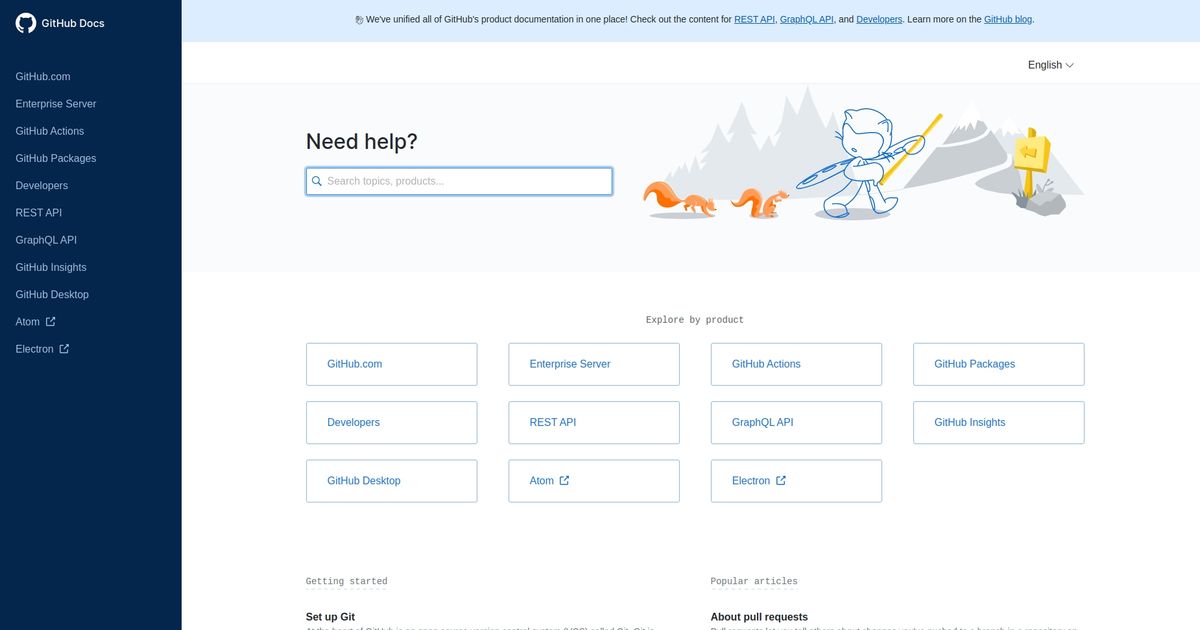 GitHub Docs
GitHub.com
Enterprise Server
GitHub Actions
GitHub Packages
Developers
REST API
GraphQL API
GitHub Insights
GitHub Desktop
Atom
Electron
We've unified all of GitHub's product documentation in one place! Check out the content for REST API, GraphQL API, and Developers. Learn more on the GitHub blog.
English
Need help?
Search topics, products...
Explore by product
GitHub.com
Enterprise Server
GitHub Actions
GitHub Packages
Developers
REST API
GraphQL API
GitHub Insights
GitHub Desktop
Atom
Electron
Getting started
Set up Git
Popular articles
About pull requests